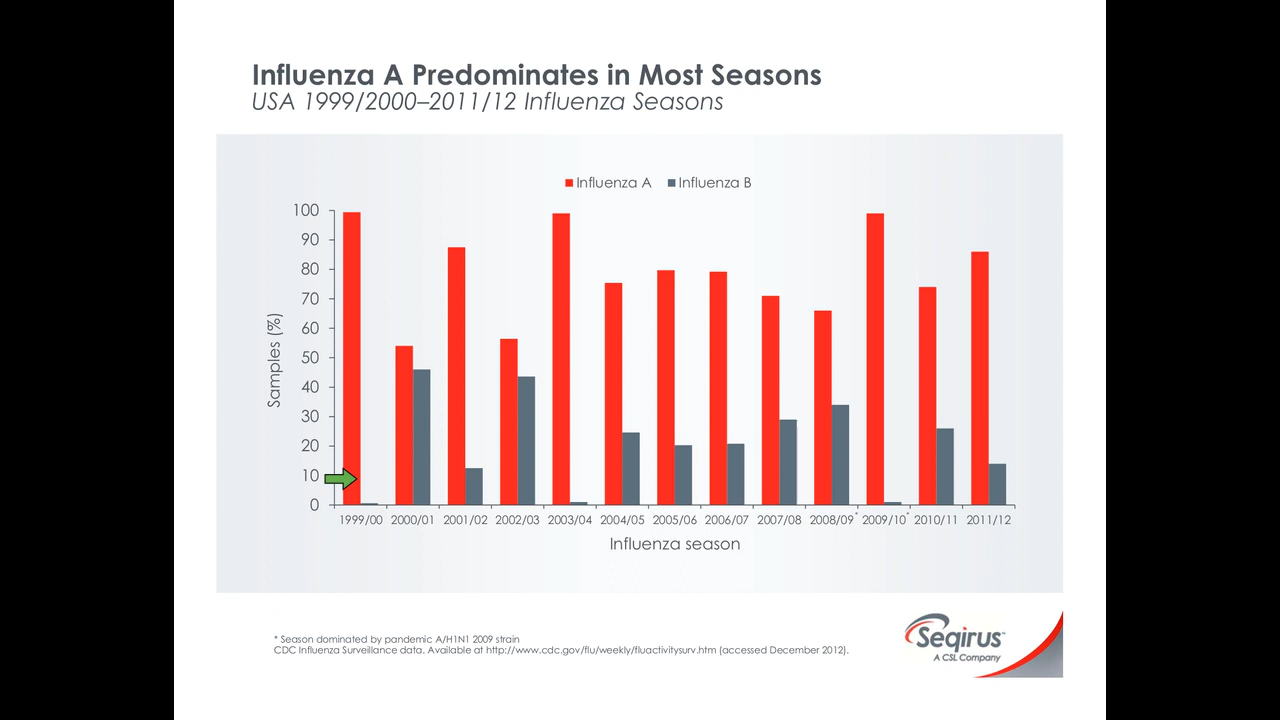 Influenza A Predominates in Most Seasons
USA 1999/2000–2011/12 Influenza Seasons
Influenza A Influenza B
100
90
80
70
60
50
40
30
20
10
0
Samples (%)
1999/00 2000/01 2001/02 2002/03 2003/04 2004/05 2005/06 2006/07 2007/08 2008/09* 2009/10* 2010/11 2011/12
Influenza season
* Season dominated by pandemic A/H1N1 2009 strain
CDC Influenza Surveillance data. Available at http://www.cdc.gov/flu/weekly/fluactivitysurv.htm (accessed December 2012).
Seqirus™
A CSL Company